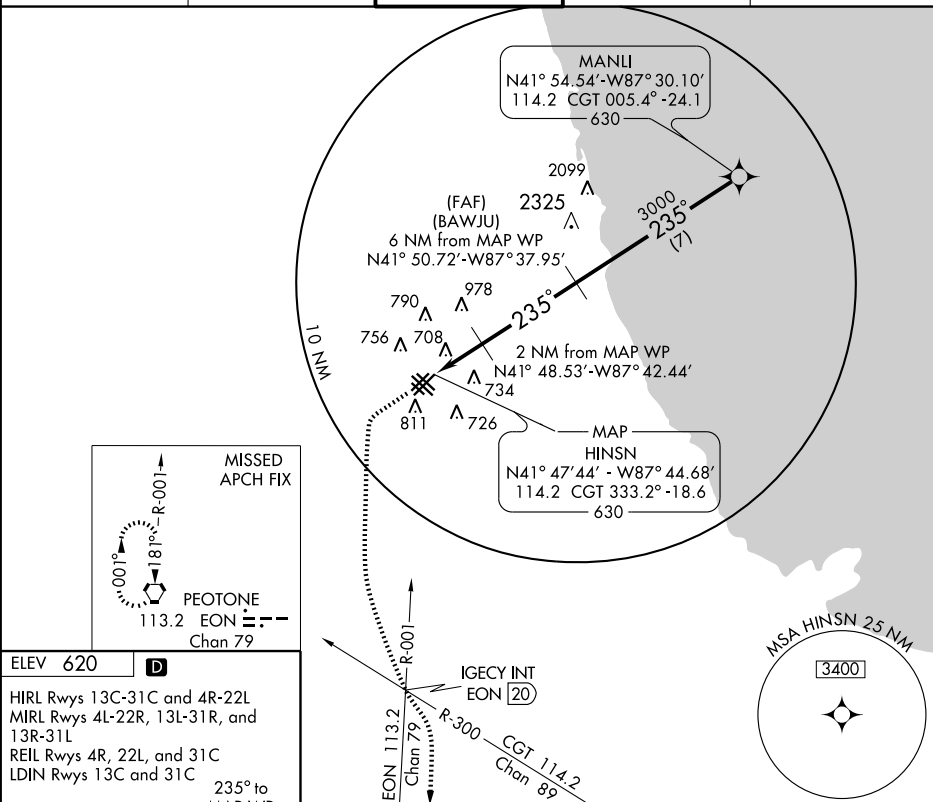 MANLI
N41° 54.54'-W87° 30.10'
114.2 CGT 005.4° -24.1
630
2099
2325
3000
235°
(7)
(FAF)
(BAWJU)
6 NM from MAP WP
N41° 50.72'-W87° 37.95'
978
790
235°
756
708
10 NM
2 NM from MAP WP
N41° 48.53'-W87° 42.44'
734
811
726
MAP
HINSN
N41° 47'44' - W87° 44.68'
114.2 CGT 333.2° -18.6
630
MISSED
APCH FIX
R-001
001°
181°
PEOTONE
113.2 EON
Chan 79
R-001
IGECY INT
EON 20
R-300
CGT 114.2
Chan 89
EON 113.2
Chan 79
MSA HINSN 25 NM
3400
ELEV 620 D
HIRL Rwys 13C-31C and 4R-22L
MIRL Rwys 4L-22R, 13L-31R, and
13R-31L
REIL Rwys 4R, 22L, and 31C
LDIN Rwys 13C and 31C
235° to